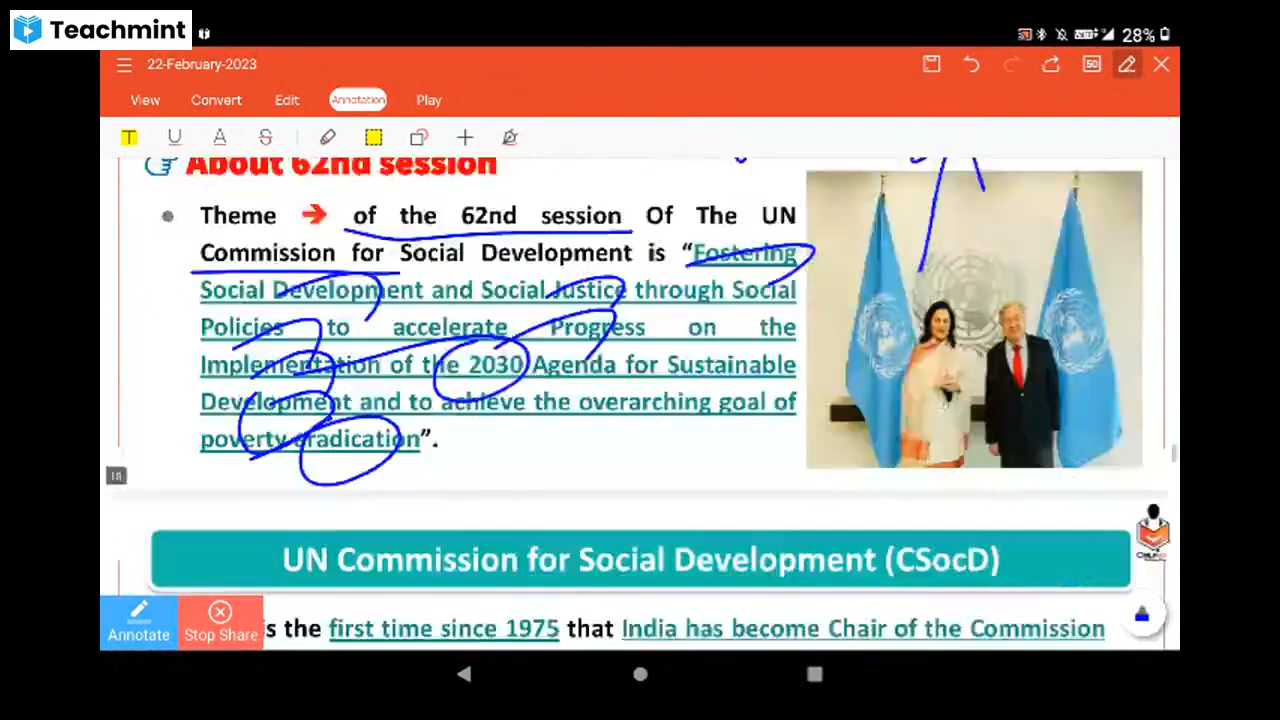 Teachmint
28%
22-February-2023
50
View Convert Edit Annotation Play
T U A S
About 62nd session
Theme ➔ of the 62nd session Of The UN
Commission for Social Development is “Fostering
Social Development and Social Justice through Social
Policies to accelerate Progress on the
Implementation of the 2030 Agenda for Sustainable
Development and to achieve the overarching goal of
poverty eradication”.
18
UN Commission for Social Development (CSocD)
is the first time since 1975 that India has become Chair of the Commission
Annotate Stop Share